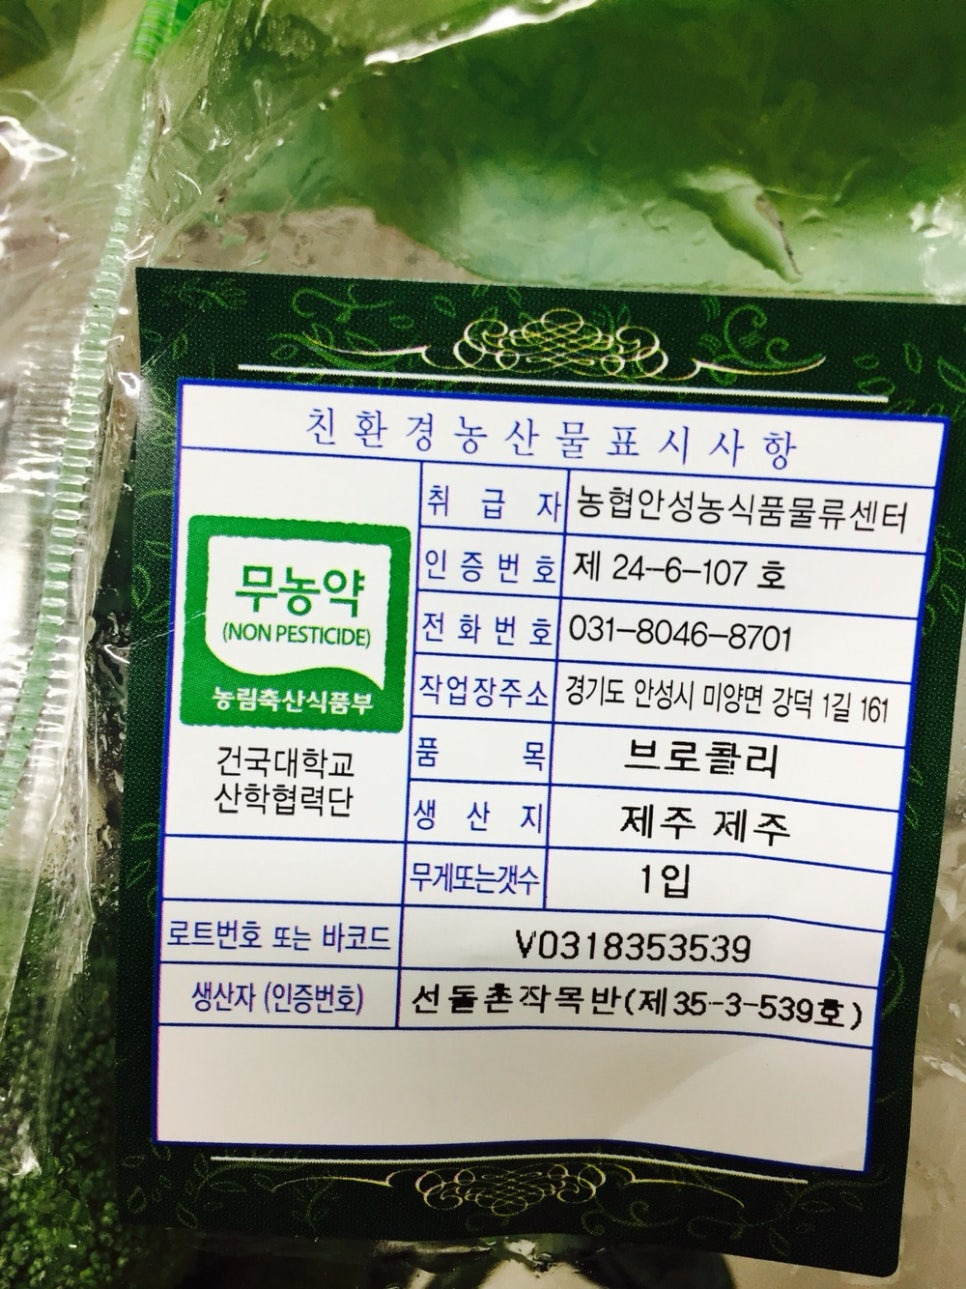 친환경농산물표시사항
무농약
(NON PESTICIDE)
농림축산식품부
건국대학교
산학협력단
취급자 농협안성농식품물류센터
인증번호 제 24-6-107 호
전화번호 031-8046-8701
작업장주소 경기도 안성시 미양면 강덕 1길 161
품목 브로콜리
생산지 제주 제주
무게또는갯수 1입
로트번호 또는 바코드 V0318353539
생산자 (인증번호) 선돌촌작목반(제35-3-539호)